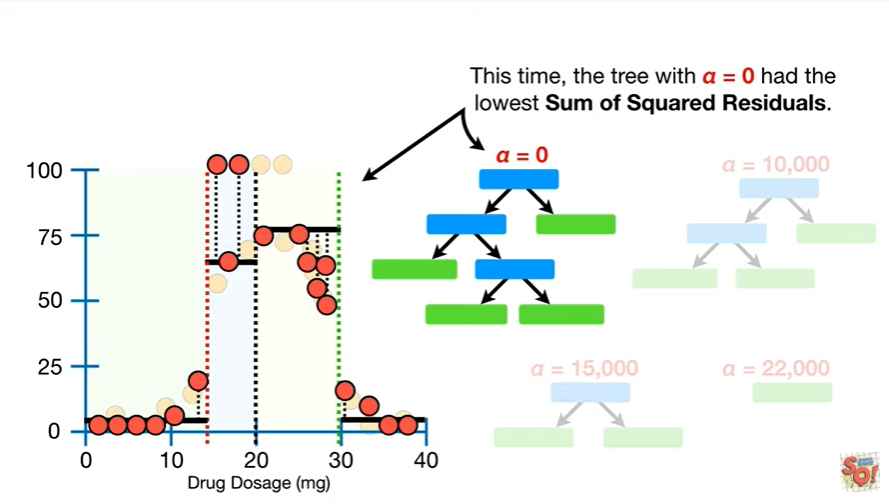 This time, the tree with α = 0 had the
lowest Sum of Squared Residuals.
α = 0
α = 10,000
100
75
50
25
0
α = 15,000
α = 22,000
0 10 20 30 40
Drug Dosage (mg)
SQ!